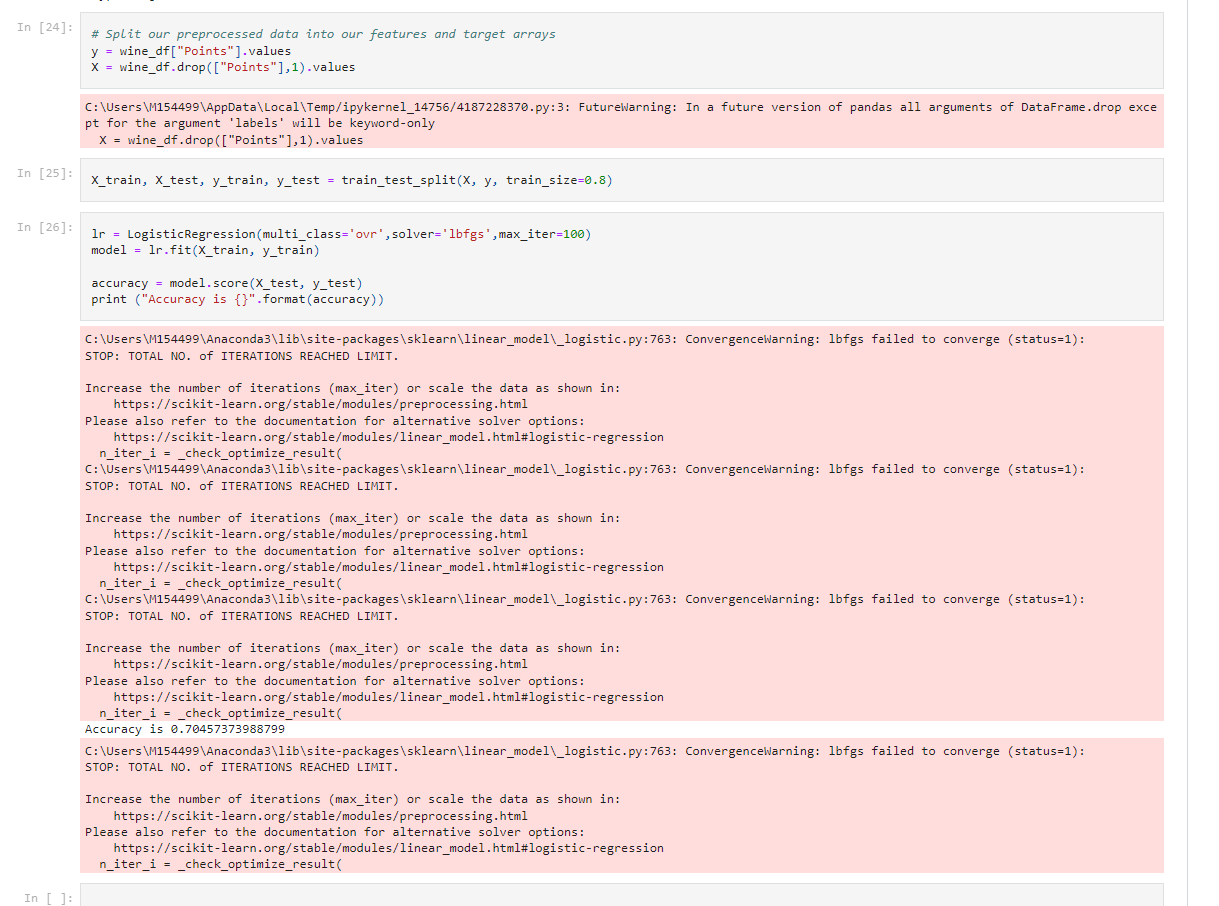 In [24]:
# Split our preprocessed data into our features and target arrays
y = wine_df["Points"].values
X = wine_df.drop(["Points"],1).values
C:\Users\M154499\AppData\Local\Temp/ipykernel_14756/4187228370.py:3: FutureWarning: In a future version of pandas all arguments of DataFrame.drop exce
pt for the argument 'labels' will be keyword-only
  X = wine_df.drop(["Points"],1).values
In [25]:
X_train, X_test, y_train, y_test = train_test_split(X, y, train_size=0.8)
In [26]:
lr = LogisticRegression(multi_class='ovr',solver='lbfgs',max_iter=100)
model = lr.fit(X_train, y_train)
accuracy = model.score(X_test, y_test)
print ("Accuracy is {}".format(accuracy))
C:\Users\M154499\Anaconda3\lib\site-packages\sklearn\linear_model\_logistic.py:763: ConvergenceWarning: lbfgs failed to converge (status=1):
STOP: TOTAL NO. of ITERATIONS REACHED LIMIT.
Increase the number of iterations (max_iter) or scale the data as shown in:
    https://scikit-learn.org/stable/modules/preprocessing.html
Please also refer to the documentation for alternative solver options:
    https://scikit-learn.org/stable/modules/linear_model.html#logistic-regression
  n_iter_i = _check_optimize_result(
C:\Users\M154499\Anaconda3\lib\site-packages\sklearn\linear_model\_logistic.py:763: ConvergenceWarning: lbfgs failed to converge (status=1):
STOP: TOTAL NO. of ITERATIONS REACHED LIMIT.
Increase the number of iterations (max_iter) or scale the data as shown in:
    https://scikit-learn.org/stable/modules/preprocessing.html
Please also refer to the documentation for alternative solver options:
    https://scikit-learn.org/stable/modules/linear_model.html#logistic-regression
  n_iter_i = _check_optimize_result(
C:\Users\M154499\Anaconda3\lib\site-packages\sklearn\linear_model\_logistic.py:763: ConvergenceWarning: lbfgs failed to converge (status=1):
STOP: TOTAL NO. of ITERATIONS REACHED LIMIT.
Increase the number of iterations (max_iter) or scale the data as shown in:
    https://scikit-learn.org/stable/modules/preprocessing.html
Please also refer to the documentation for alternative solver options:
    https://scikit-learn.org/stable/modules/linear_model.html#logistic-regression
  n_iter_i = _check_optimize_result(
Accuracy is 0.70457373988799
C:\Users\M154499\Anaconda3\lib\site-packages\sklearn\linear_model\_logistic.py:763: ConvergenceWarning: lbfgs failed to converge (status=1):
STOP: TOTAL NO. of ITERATIONS REACHED LIMIT.
Increase the number of iterations (max_iter) or scale the data as shown in:
    https://scikit-learn.org/stable/modules/preprocessing.html
Please also refer to the documentation for alternative solver options:
    https://scikit-learn.org/stable/modules/linear_model.html#logistic-regression
  n_iter_i = _check_optimize_result(
In [ ]: